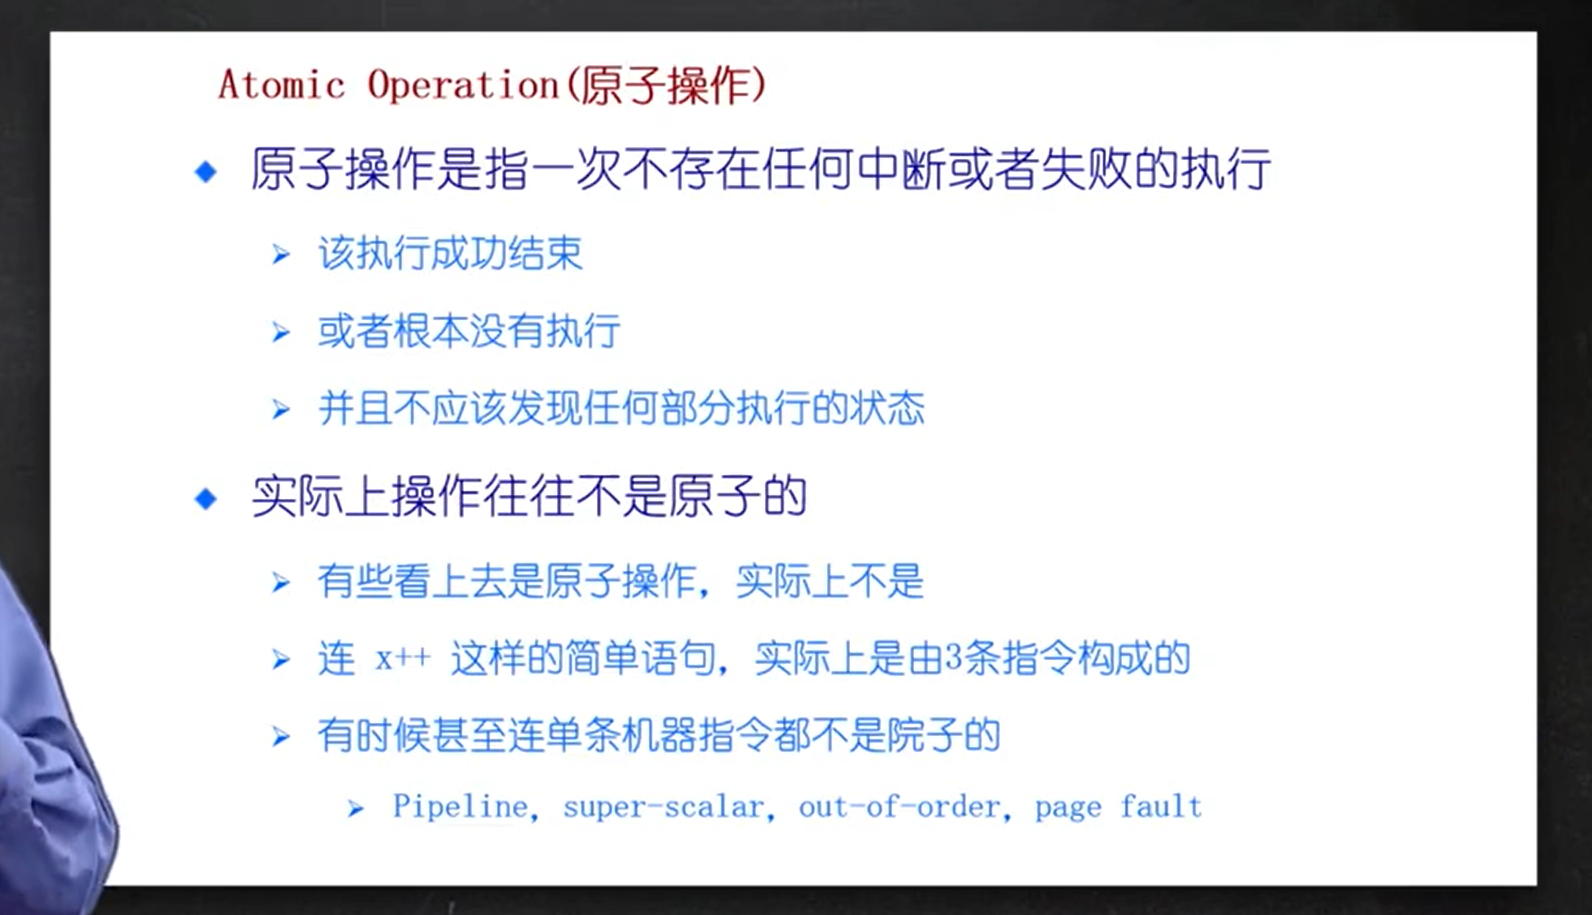 Atomic Operation(原子操作)
原子操作是指一次不存在任何中断或者失败的执行
该执行成功结束
或者根本没有执行
并且不应该发现任何部分执行的状态
实际上操作往往不是原子的
有些看上去是原子操作，实际上不是
连 x++ 这样的简单语句，实际上是由3条指令构成的
有时候甚至连单条机器指令都不是院子的
Pipeline, super-scalar, out-of-order, page fault